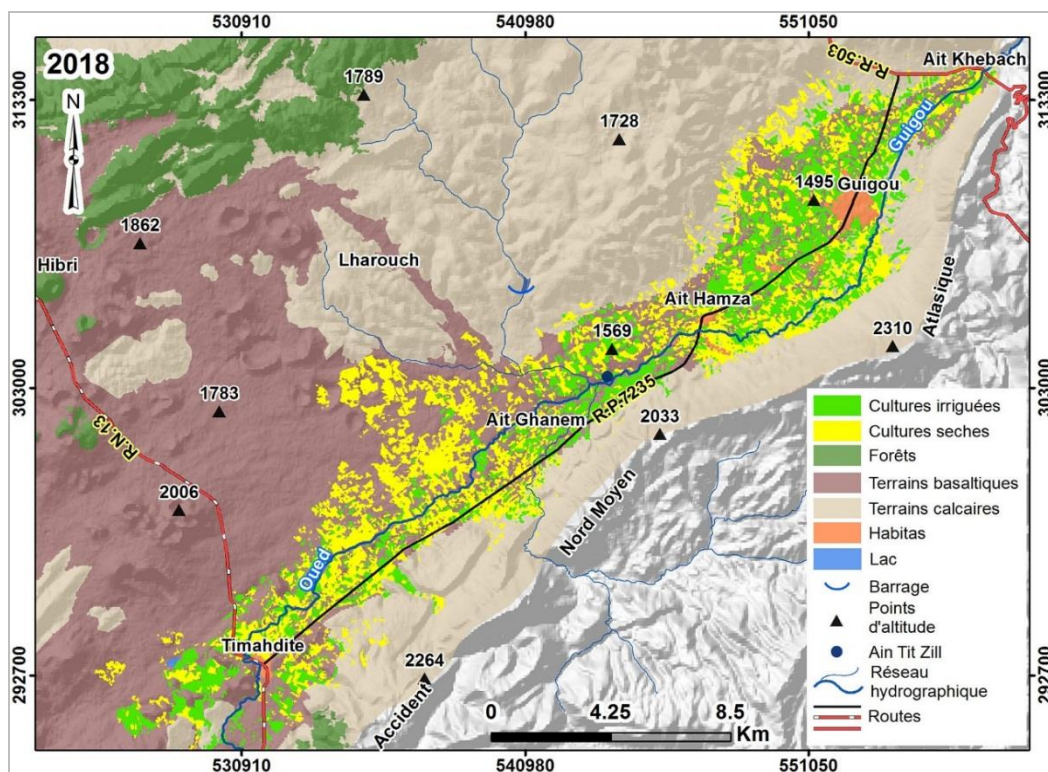 530910
540980
551050
2018
N
313300
313300
1789
1728
R.R.503
Ait Khebach
Guigou
1495
Guigou
1862
Hibri
Lharouch
Ait Hamza
1569
2310
Atlasique
303000
303000
1783
R.N.13
Ait Ghanem
R.P.7235
2033
2006
Nord Moyen
Oued
Timahdite
2264
Accident
292700
292700
0 4.25 8.5
Km
Cultures irriguées
Cultures seches
Forêts
Terrains basaltiques
Terrains calcaires
Habitas
Lac
Barrage
Points
d'altitude
Ain Tit Zill
Réseau
hydrographique
Routes
530910
540980
551050